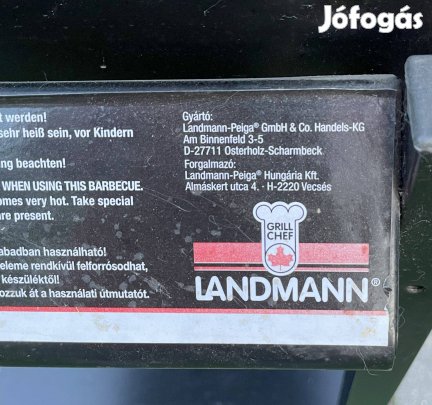 Jófogás
t werden!
sehr heiß sein, vor Kindern
ng beachten!
WHEN USING THIS BARBECUE.
omes very hot. Take special
are present.
abadban használható!
eleme rendkívül felforrósodhat,
készüléktől!
ozzuk át a használati útmutatót.
Gyártó:
Landmann-Peiga® GmbH & Co. Handels-KG
Am Binnenfeld 3-5
D-27711 Osterholz-Scharmbeck
Forgalmazó:
Landmann-Peiga® Hungária Kft.
Almáskert utca 4. · H-2220 Vecsés
GRILL
CHEF
LANDMANN®